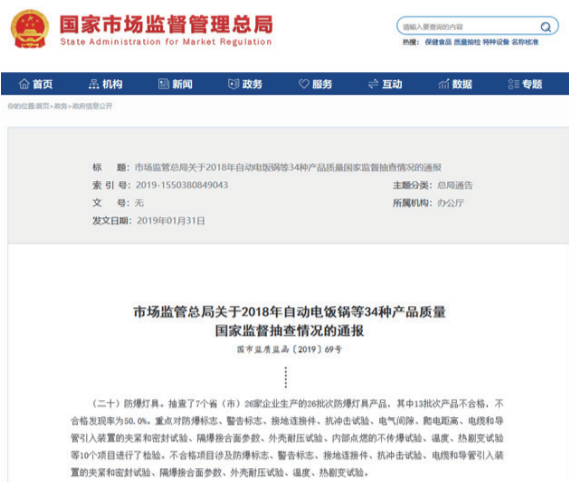 国家市场监督管理总局
State Administration for Market Regulation
请输入要查询的内容
热搜： 保健食品 质量抽检 特种设备 名称核准
首页 机构 新闻 政务 服务 互动 数据 专题
你的位置:首页>政务>政府信息公开
标 题：市场监管总局关于2018年自动电饭锅等34种产品质量国家监督抽查情况的通报
索 引 号：2019-1550380849043 主题分类：总局通告
文 号：无 所属机构：办公厅
发文日期：2019年01月31日
市场监管总局关于2018年自动电饭锅等34种产品质量
国家监督抽查情况的通报
国市监质监函〔2019〕69号
（二十）防爆灯具。抽查了7个省（市）26家企业生产的26批次防爆灯具产品，其中13批次产品不合格，不
合格发现率为50.0%。重点对防爆标志、警告标志、接地连接件、抗冲击试验、电气间隙、爬电距离、电缆和导
管引入装置的夹紧和密封试验、隔爆接合面参数、外壳耐压试验、内部点燃的不传爆试验、温度、热剧变试验
等10个项目进行了检验。不合格项目涉及防爆标志、警告标志、接地连接件、抗冲击试验、电缆和导管引入装
置的夹紧和密封试验、隔爆接合面参数、外壳耐压试验、温度、热剧变试验。